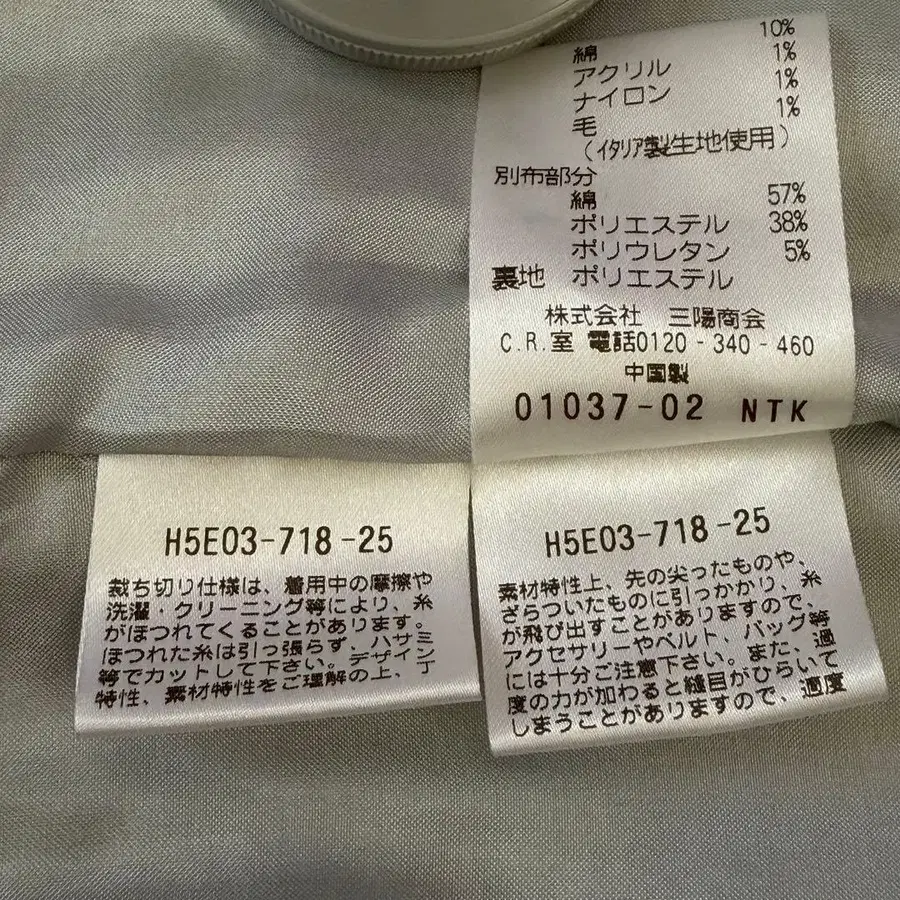 10%
綿 1%
アクリル 1%
ナイロン 1%
毛
(イタリア製生地使用)
別布部分
綿 57%
ポリエステル 38%
ポリウレタン 5%
裏地 ポリエステル
株式会社 三陽商会
C.R.室 電話0120-340-460
中国製
01037-02 NTK
H5E03-718-25
裁ち切り仕様は、着用中の摩擦や
洗濯・クリーニング等により、糸
がほつれてくることがあります。
ほつれた糸は引っ張らず、ハサミ
等でカットして下さい。デザイン
特性、素材特性をご理解の上、丁
H5E03-718-25
素材特性上、先の尖ったものや、
ざらついたものに引っかかり、糸
が飛び出すことがありますので、
アクセサリーやベルト、バッグ等
には十分ご注意下さい。また、過
度の力が加わると縫目がひらいて
しまうことがありますので、適度